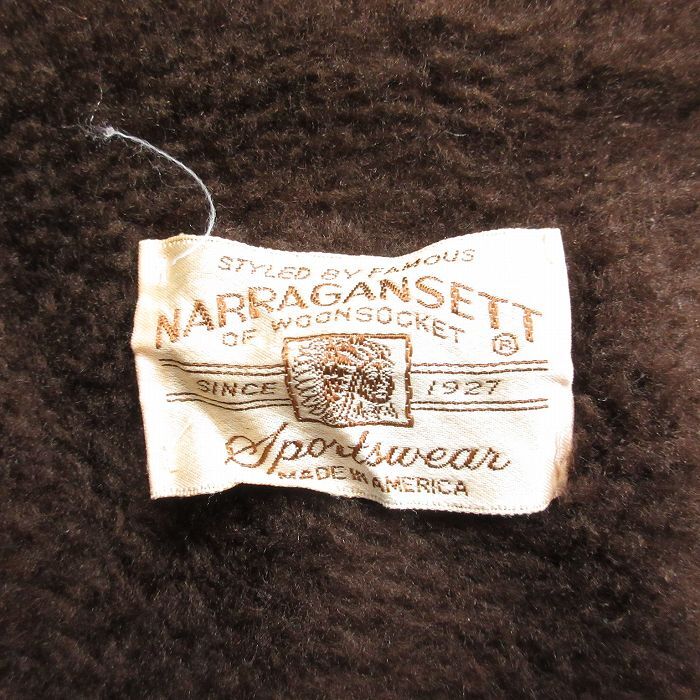 STYLED BY FAMOUS
NARRAGANSETT
OF WOONSOCKET ®
SINCE 1927
Sportswear
MADE IN AMERICA